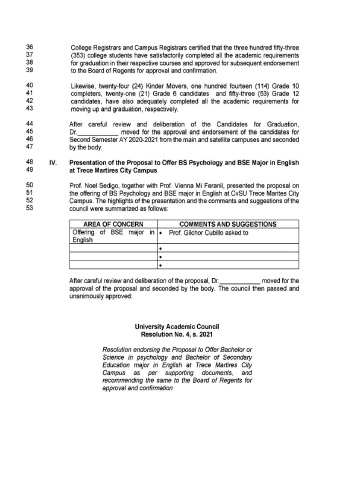 36 College Registrars and Campus Registrars certified that the three hundred fifty-three
37 (353) college students have satisfactorily completed all the academic requirements
38 for graduation in their respective courses and approved for subsequent endorsement
39 to the Board of Regents for approval and confirmation.
40 Likewise, twenty-four (24) Kinder Movers, one hundred fourteen (114) Grade 10
41 completers, twenty-one (21) Grade 6 candidates and fifty-three (53) Grade 12
42 candidates, have also adequately completed all the academic requirements for
43 moving up and graduation, respectively.
44 After careful review and deliberation of the Candidates for Graduation,
45 Dr.____________ moved for the approval and endorsement of the candidates for
46 Second Semester AY 2020-2021 from the main and satellite campuses and seconded
47 by the body.
48 IV. Presentation of the Proposal to Offer BS Psychology and BSE Major in English
49 at Trece Martires City Campus
50 Prof. Noel Sedigo, together with Prof. Vienna Mi Feranil, presented the proposal on
51 the offering of BS Psychology and BSE major in English at CvSU Trece Martires City
52 Campus. The highlights of the presentation and the comments and suggestions of the
53 council were summarized as follows:
AREA OF CONCERN COMMENTS AND SUGGESTIONS
Offering of BSE major in • Prof. Gilchor Cubillo asked to
English
•
•
•
After careful review and deliberation of the proposal, Dr.____________ moved for the
approval of the proposal and seconded by the body. The council then passed and
unanimously approved:
University Academic Council
Resolution No. 4, s. 2021
Resolution endorsing the Proposal to Offer Bachelor or
Science in psychology and Bachelor of Secondary
Education major in English at Trece Martires City
Campus as per supporting documents, and
recommending the same to the Board of Regents for
approval and confirmation